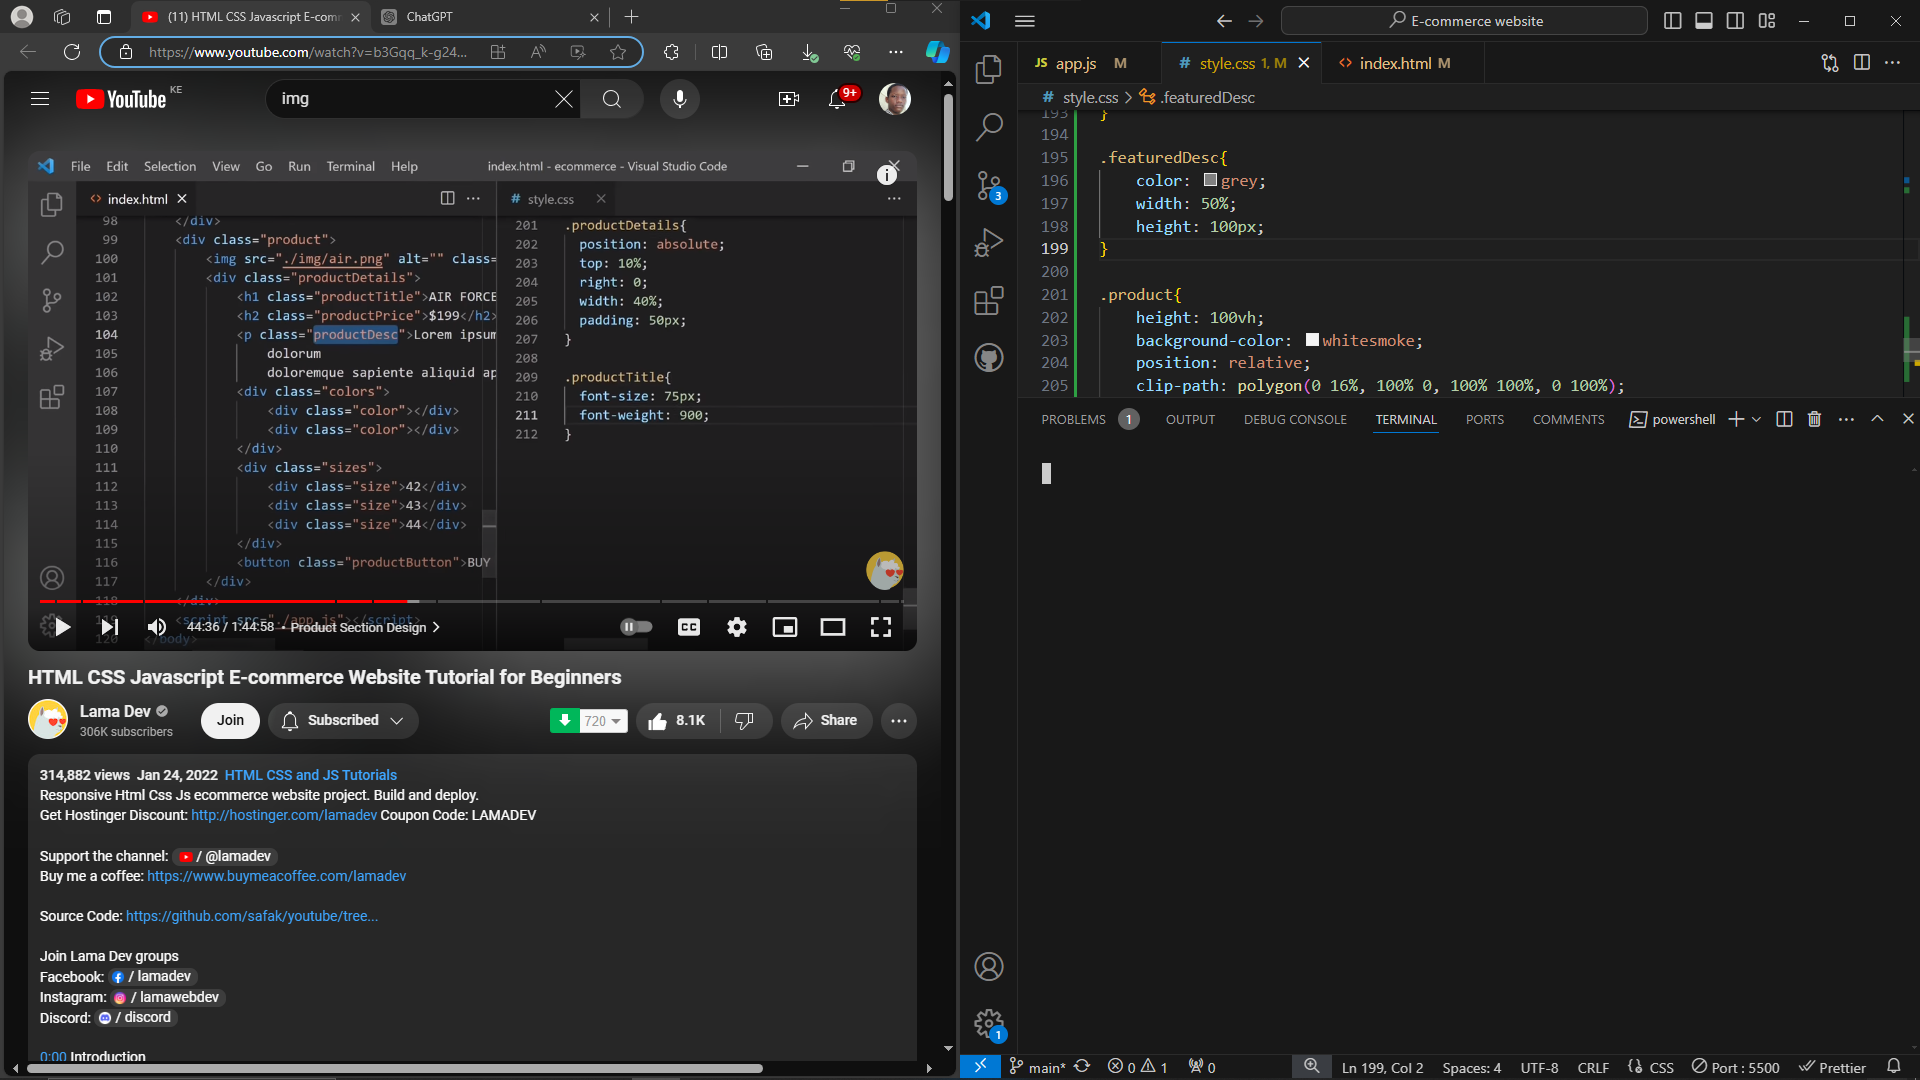 (11) HTML CSS Javascript E-comm
ChatGPT
https://www.youtube.com/watch?v=b3Gqq_k-g24...
YouTube KE
img
9+
File Edit Selection View Go Run Terminal Help
index.html - ecommerce - Visual Studio Code
index.html
98 </div>
99 <div class="product">
100 <img src="./img/air.png" alt="" class=
101 <div class="productDetails">
102 <h1 class="productTitle">AIR FORCE
103 <h2 class="productPrice">$199</h2>
104 <p class="productDesc">Lorem ipsum
105 dolorum
106 doloremque sapiente aliquid ap
107 <div class="colors">
108 <div class="color"></div>
109 <div class="color"></div>
110 </div>
111 <div class="sizes">
112 <div class="size">42</div>
113 <div class="size">43</div>
114 <div class="size">44</div>
115 </div>
116 <button class="productButton">BUY
117 </div>
118 </div>
<script src="./app.js"></script>
120 </body>
# style.css
201 .productDetails{
202 position: absolute;
203 top: 10%;
204 right: 0;
205 width: 40%;
206 padding: 50px;
207 }
208
209 .productTitle{
210 font-size: 75px;
211 font-weight: 900;
212 }
44:36 / 1:44:58 • Product Section Design >
CC
HTML CSS Javascript E-commerce Website Tutorial for Beginners
Lama Dev
306K subscribers
Join
Subscribed
720
8.1K
Share
314,882 views Jan 24, 2022 HTML CSS and JS Tutorials
Responsive Html Css Js ecommerce website project. Build and deploy.
Get Hostinger Discount: http://hostinger.com/lamadev Coupon Code: LAMADEV
Support the channel: / @lamadev
Buy me a coffee: https://www.buymeacoffee.com/lamadev
Source Code: https://github.com/safak/youtube/tree...
Join Lama Dev groups
Facebook: / lamadev
Instagram: / lamawebdev
Discord: / discord
0:00 Introduction
E-commerce website
JS app.js M
# style.css 1, M
<> index.html M
# style.css > .featuredDesc
193 }
194
195 .featuredDesc{
196 color: grey;
197 width: 50%;
198 height: 100px;
199 }
200
201 .product{
202 height: 100vh;
203 background-color: whitesmoke;
204 position: relative;
205 clip-path: polygon(0 16%, 100% 0, 100% 100%, 0 100%);
3
PROBLEMS 1 OUTPUT DEBUG CONSOLE TERMINAL PORTS COMMENTS
powershell
1
main* 0 1 0
Ln 199, Col 2 Spaces: 4 UTF-8 CRLF {} CSS Port : 5500 Prettier